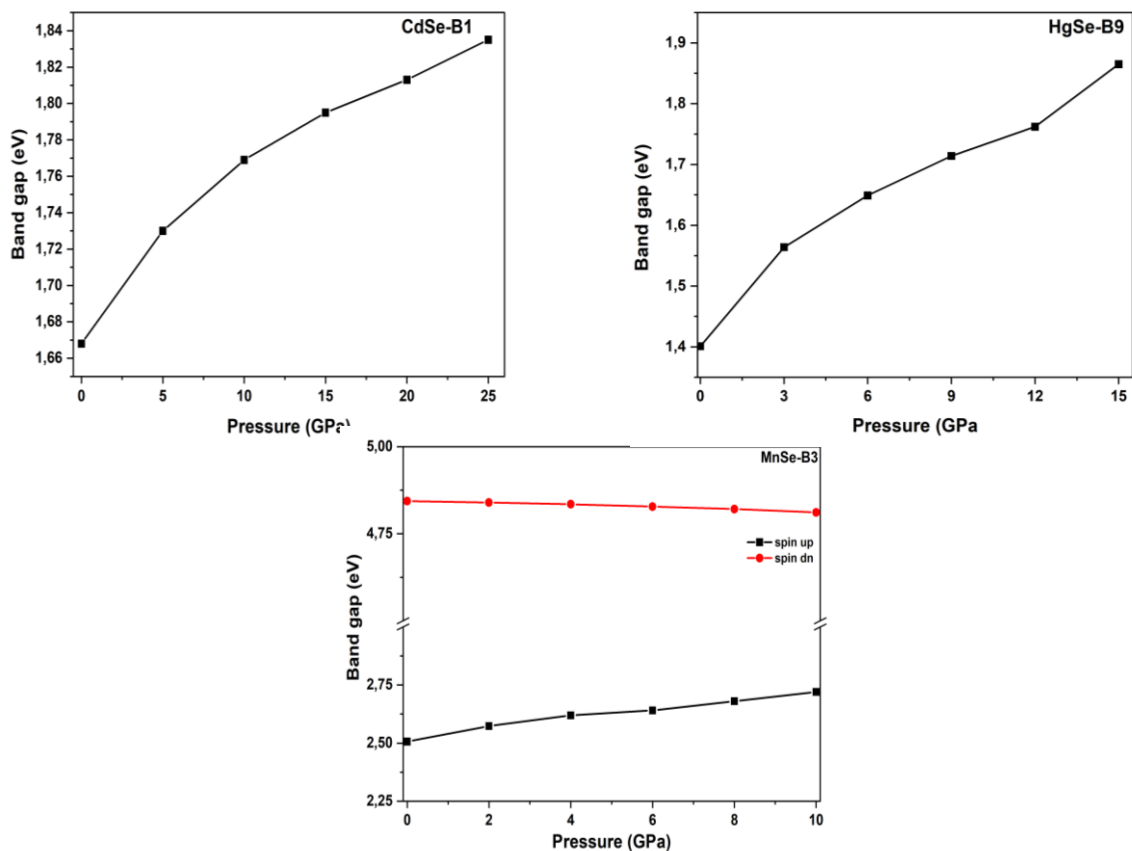 CdSe-B1
1,84
1,82
1,80
1,78
1,76
1,74
1,72
1,70
1,68
1,66
Band gap (eV)
0 5 10 15 20 25
Pressure (GPa)
HgSe-B9
1,9
1,8
1,7
1,6
1,5
1,4
Band gap (eV)
0 3 6 9 12 15
Pressure (GPa
MnSe-B3
5,00
4,75
2,75
2,50
2,25
Band gap (eV)
spin up
spin dn
0 2 4 6 8 10
Pressure (GPa)